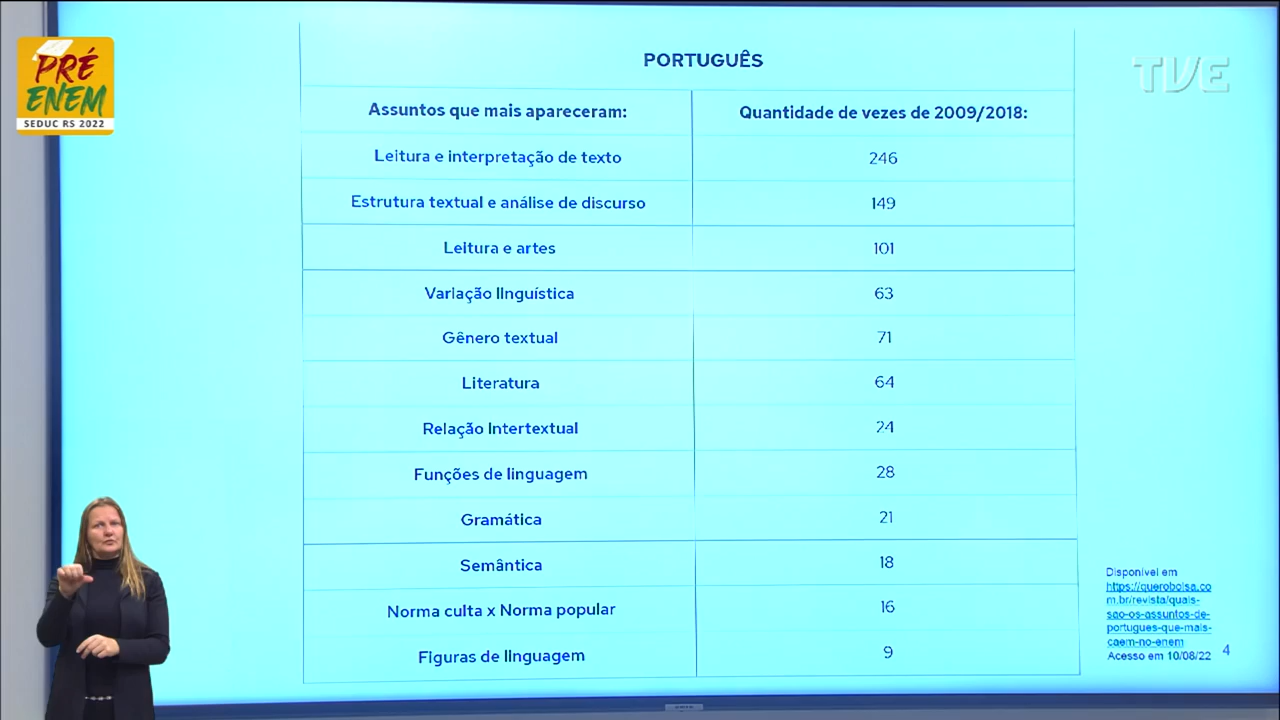 PRÉ
ENEM
SEDUC RS 2022
TVE
PORTUGUÊS
Assuntos que mais apareceram: Quantidade de vezes de 2009/2018:
Leitura e interpretação de texto 246
Estrutura textual e análise de discurso 149
Leitura e artes 101
Variação linguística 63
Gênero textual 71
Literatura 64
Relação Intertextual 24
Funções de linguagem 28
Gramática 21
Semântica 18
Norma culta x Norma popular 16
Figuras de linguagem 9
Disponível em
https://querobolsa.co
m.br/revista/quais-
sao-os-assuntos-de-
portugues-que-mais-
caem-no-enem
Acesso em 10/08/22
4